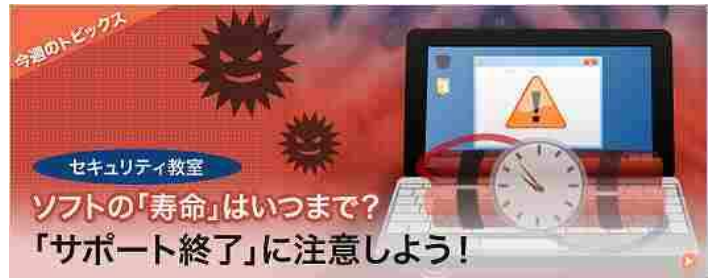 今週のトピックス
セキュリティ教室
ソフトの「寿命」はいつまで?
「サポート終了」に注意しよう!